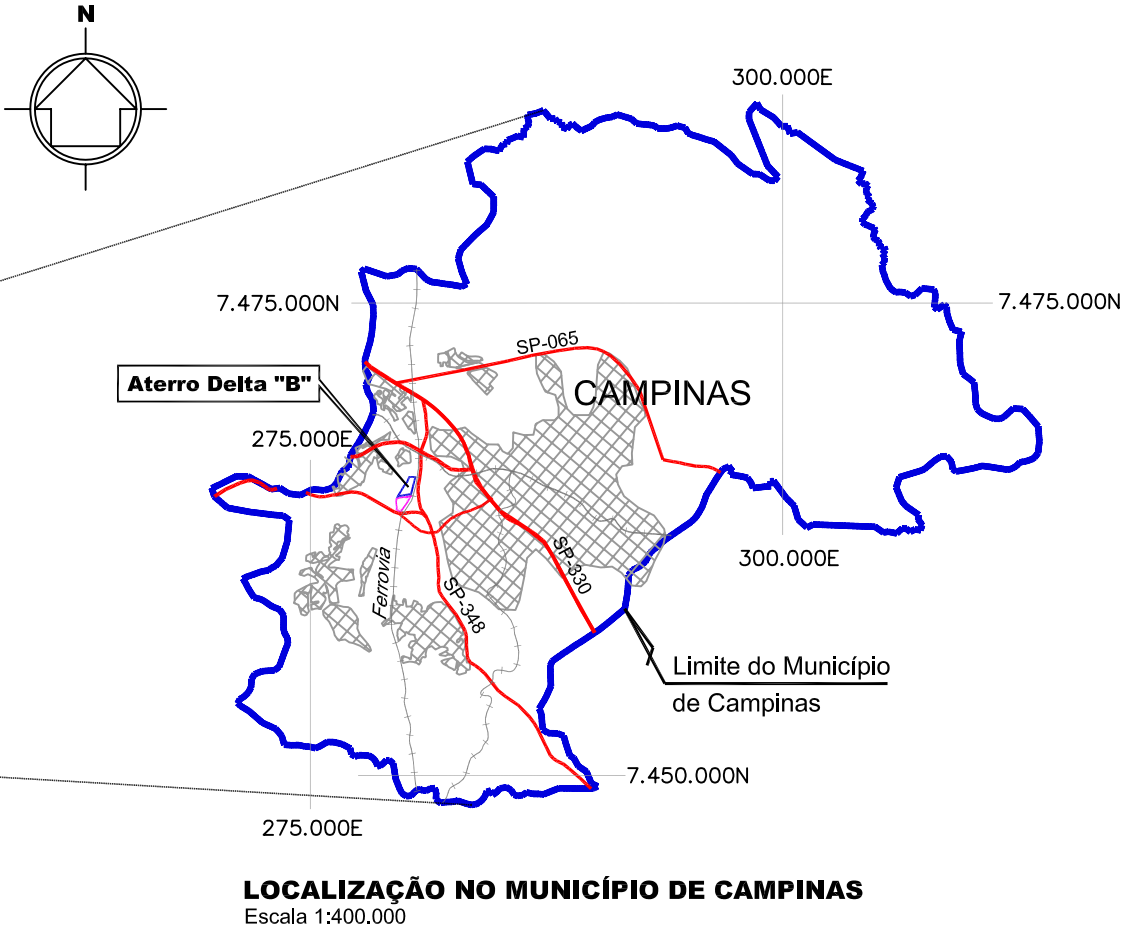 N
300.000E
7.475.000N
7.475.000N
SP-065
Aterro Delta "B"
CAMPINAS
275.000E
300.000E
SP-330
Ferrovia
SP-348
Limite do Município
de Campinas
7.450.000N
275.000E
LOCALIZAÇÃO NO MUNICÍPIO DE CAMPINAS
Escala 1:400.000